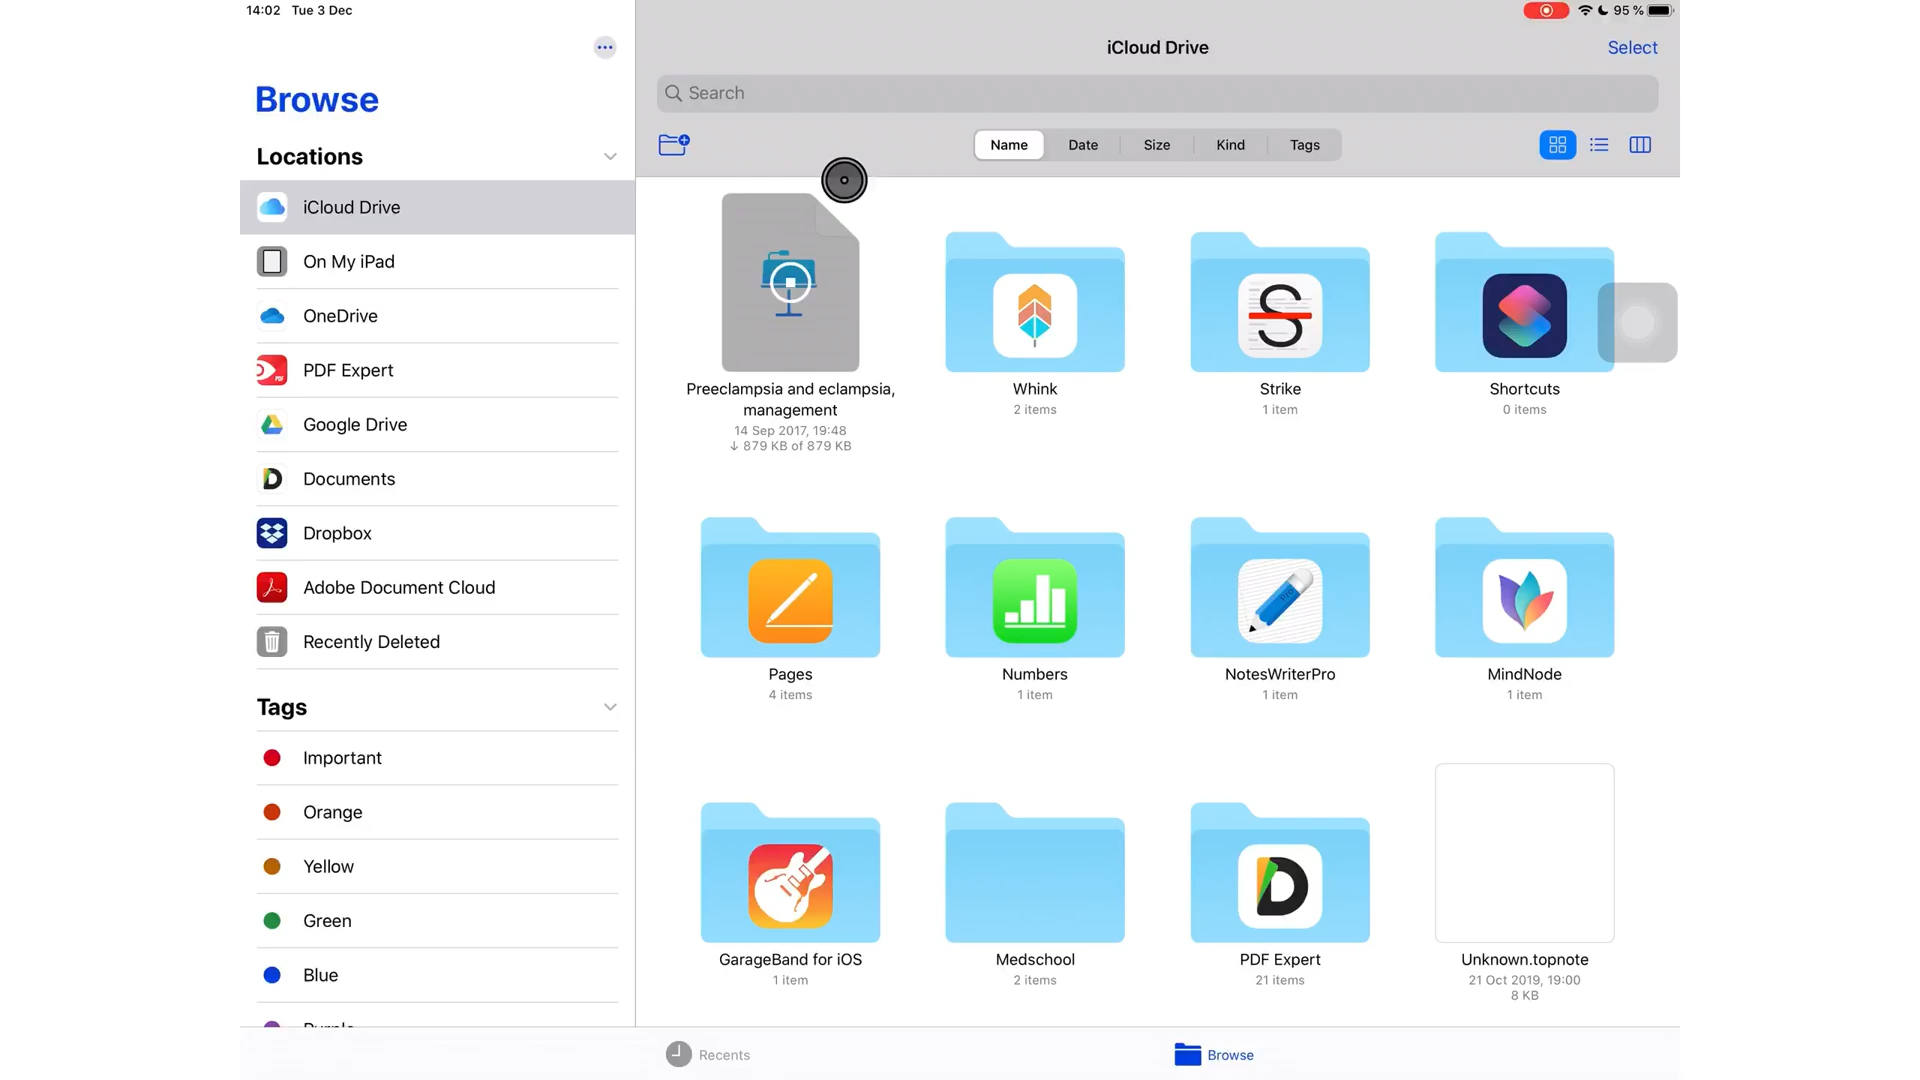 14:02 Tue 3 Dec
95 %
Browse
Locations
iCloud Drive
On My iPad
OneDrive
PDF Expert
Google Drive
Documents
Dropbox
Adobe Document Cloud
Recently Deleted
Tags
Important
Orange
Yellow
Green
Blue
Purple
iCloud Drive
Select
Search
Name Date Size Kind Tags
Preeclampsia and eclampsia,
management
14 Sep 2017, 19:48
↓ 879 KB of 879 KB
Whink
2 items
Strike
1 item
Shortcuts
0 items
Pages
4 items
Numbers
1 item
NotesWriterPro
1 item
MindNode
1 item
GarageBand for iOS
1 item
Medschool
2 items
PDF Expert
21 items
Unknown.topnote
21 Oct 2019, 19:00
8 KB
Recents
Browse